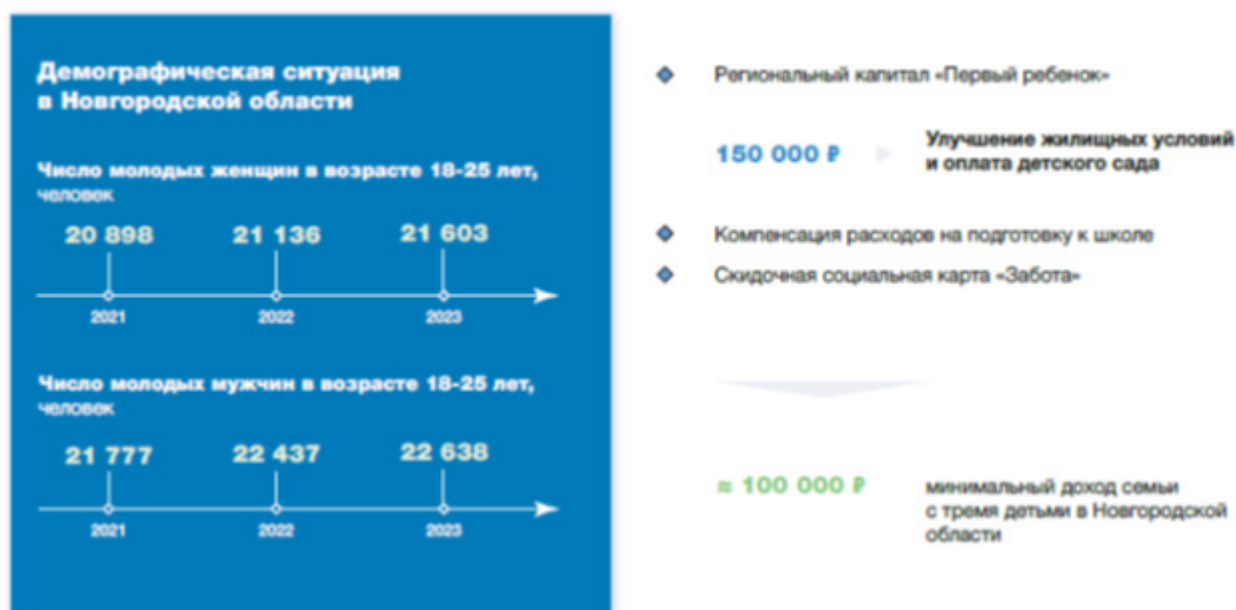 Демографическая ситуация
в Новгородской области
Число молодых женщин в возрасте 18-25 лет,
человек
20 898 21 136 21 603
2021 2022 2023
Число молодых мужчин в возрасте 18-25 лет,
человек
21 777 22 437 22 638
2021 2022 2023
Региональный капитал «Первый ребенок»
150 000 ₽
Улучшение жилищных условий
и оплата детского сада
Компенсация расходов на подготовку к школе
Скидочная социальная карта «Забота»
≈ 100 000 ₽
минимальный доход семьи
с тремя детьми в Новгородской
области